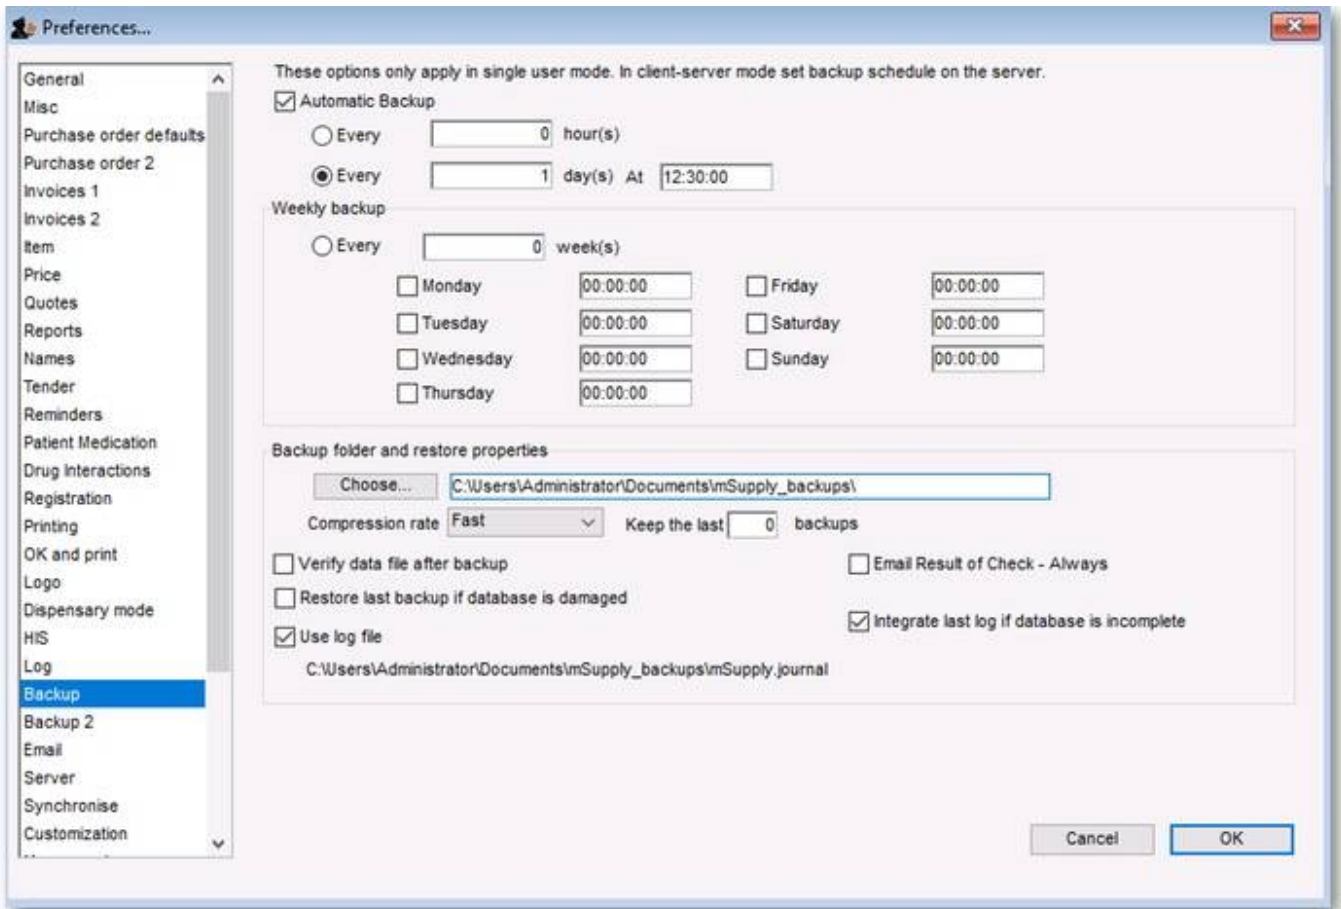 Preferences...
General
Misc
Purchase order defaults
Purchase order 2
Invoices 1
Invoices 2
Item
Price
Quotes
Reports
Names
Tender
Reminders
Patient Medication
Drug Interactions
Registration
Printing
OK and print
Logo
Dispensary mode
HIS
Log
Backup
Backup 2
Email
Server
Synchronise
Customization
These options only apply in single user mode. In client-server mode set backup schedule on the server.
Automatic Backup
Every 0 hour(s)
Every 1 day(s) At 12:30:00
Weekly backup
Every 0 week(s)
Monday 00:00:00 Friday 00:00:00
Tuesday 00:00:00 Saturday 00:00:00
Wednesday 00:00:00 Sunday 00:00:00
Thursday 00:00:00
Backup folder and restore properties
Choose... C:\Users\Administrator\Documents\mSupply_backups\
Compression rate Fast Keep the last 0 backups
Verify data file after backup Email Result of Check - Always
Restore last backup if database is damaged
Integrate last log if database is incomplete
Use log file
C:\Users\Administrator\Documents\mSupply_backups\mSupply.journal
Cancel OK